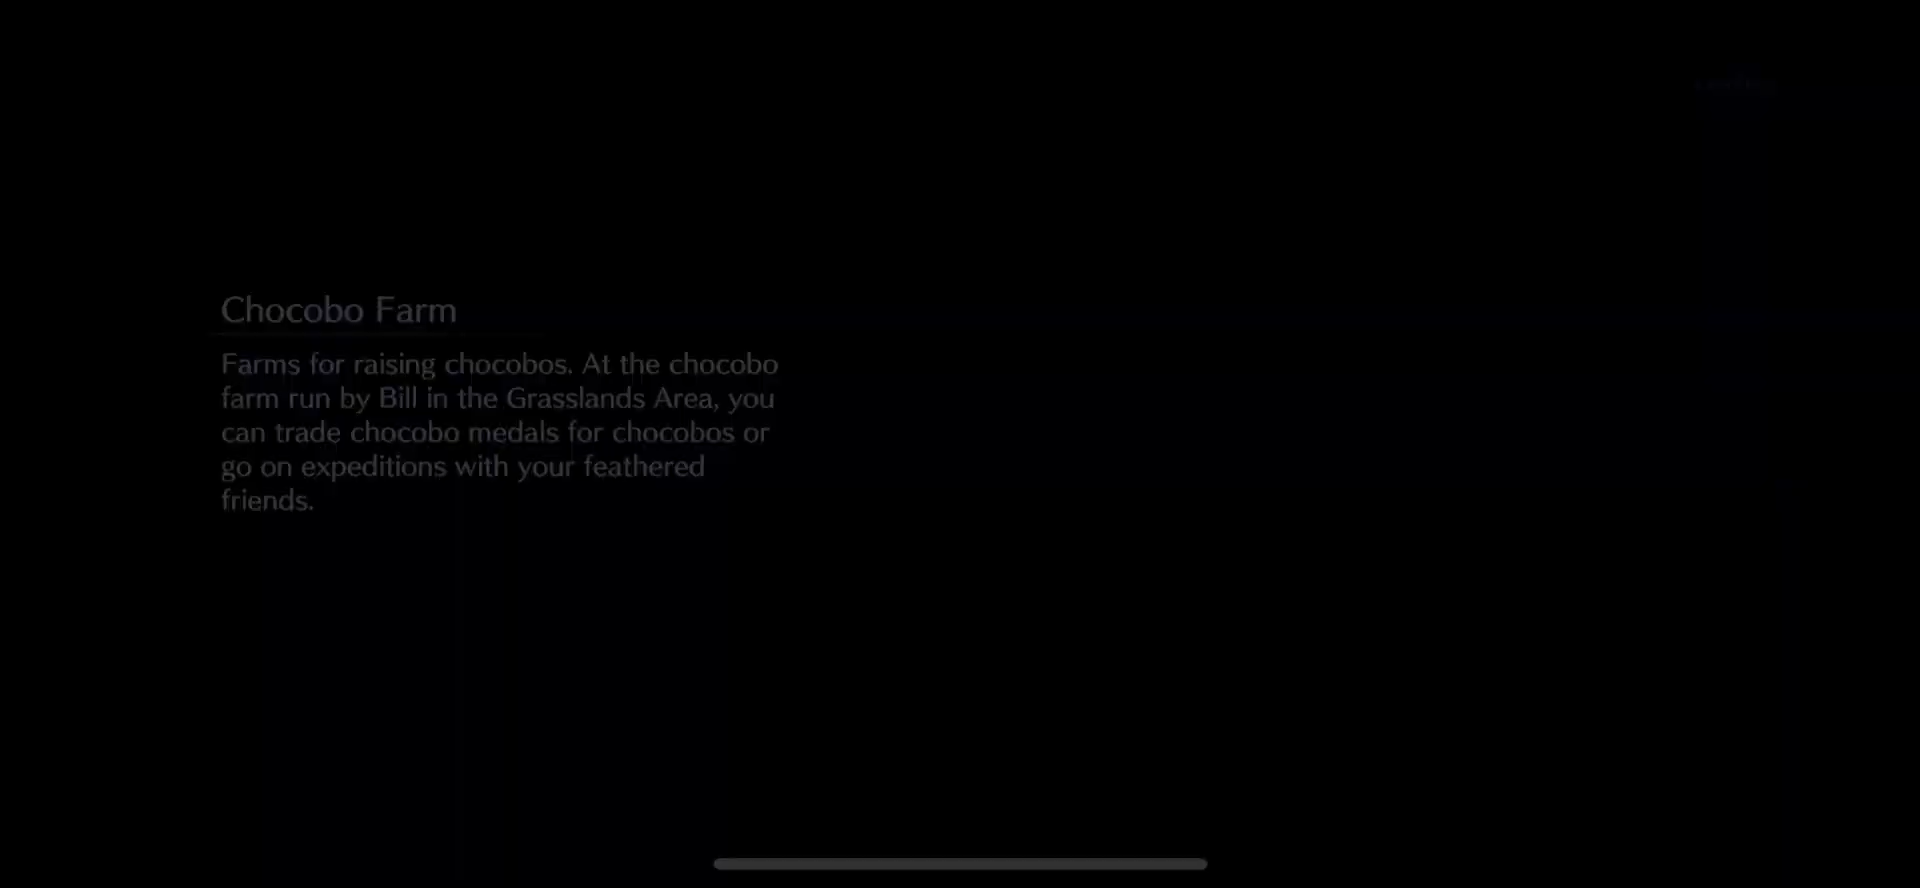 Chocobo Farm
Farms for raising chocobos. At the chocobo
farm run by Bill in the Grasslands Area, you
can trade chocobo medals for chocobos or
go on expeditions with your feathered
friends.